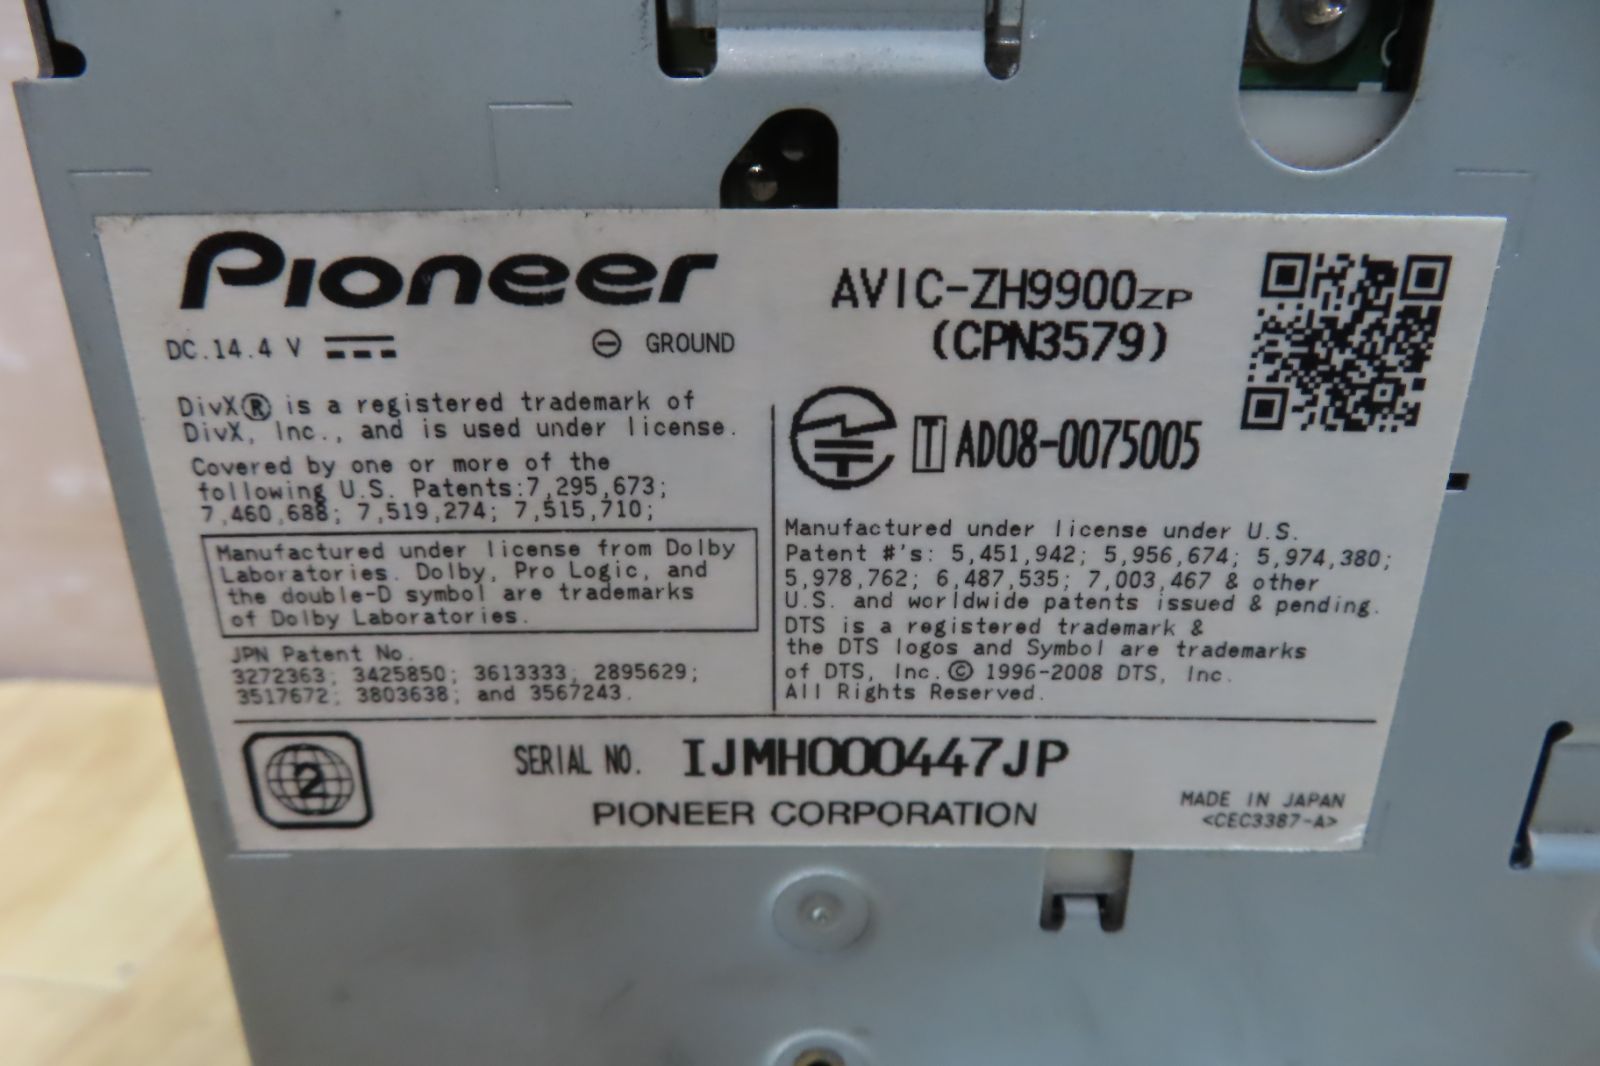 Pioneer
DC.14.4 V
GROUND
AVIC-ZH9900ZP
(CPN3579)
DivX® is a registered trademark of
DivX, Inc., and is used under license.
Covered by one or more of the
following U.S. Patents:7,295,673;
7,460,688; 7,519,274; 7,515,710;
Manufactured under license from Dolby
Laboratories. Dolby, Pro Logic, and
the double-D symbol are trademarks
of Dolby Laboratories.
JPN Patent No.
3272363; 3425850; 3613333, 2895629;
3517672; 3803638; and 3567243.
T AD08-0075005
Manufactured under license under U.S.
Patent #'s: 5,451,942; 5,956,674; 5,974,380;
5,978,762; 6,487,535; 7,003,467 & other
U.S. and worldwide patents issued & pending.
DTS is a registered trademark &
the DTS logos and Symbol are trademarks
of DTS, Inc. © 1996-2008 DTS, Inc.
All Rights Reserved.
2
SERIAL NO. IJMH000447JP
PIONEER CORPORATION
MADE IN JAPAN
<CEC3387-A>